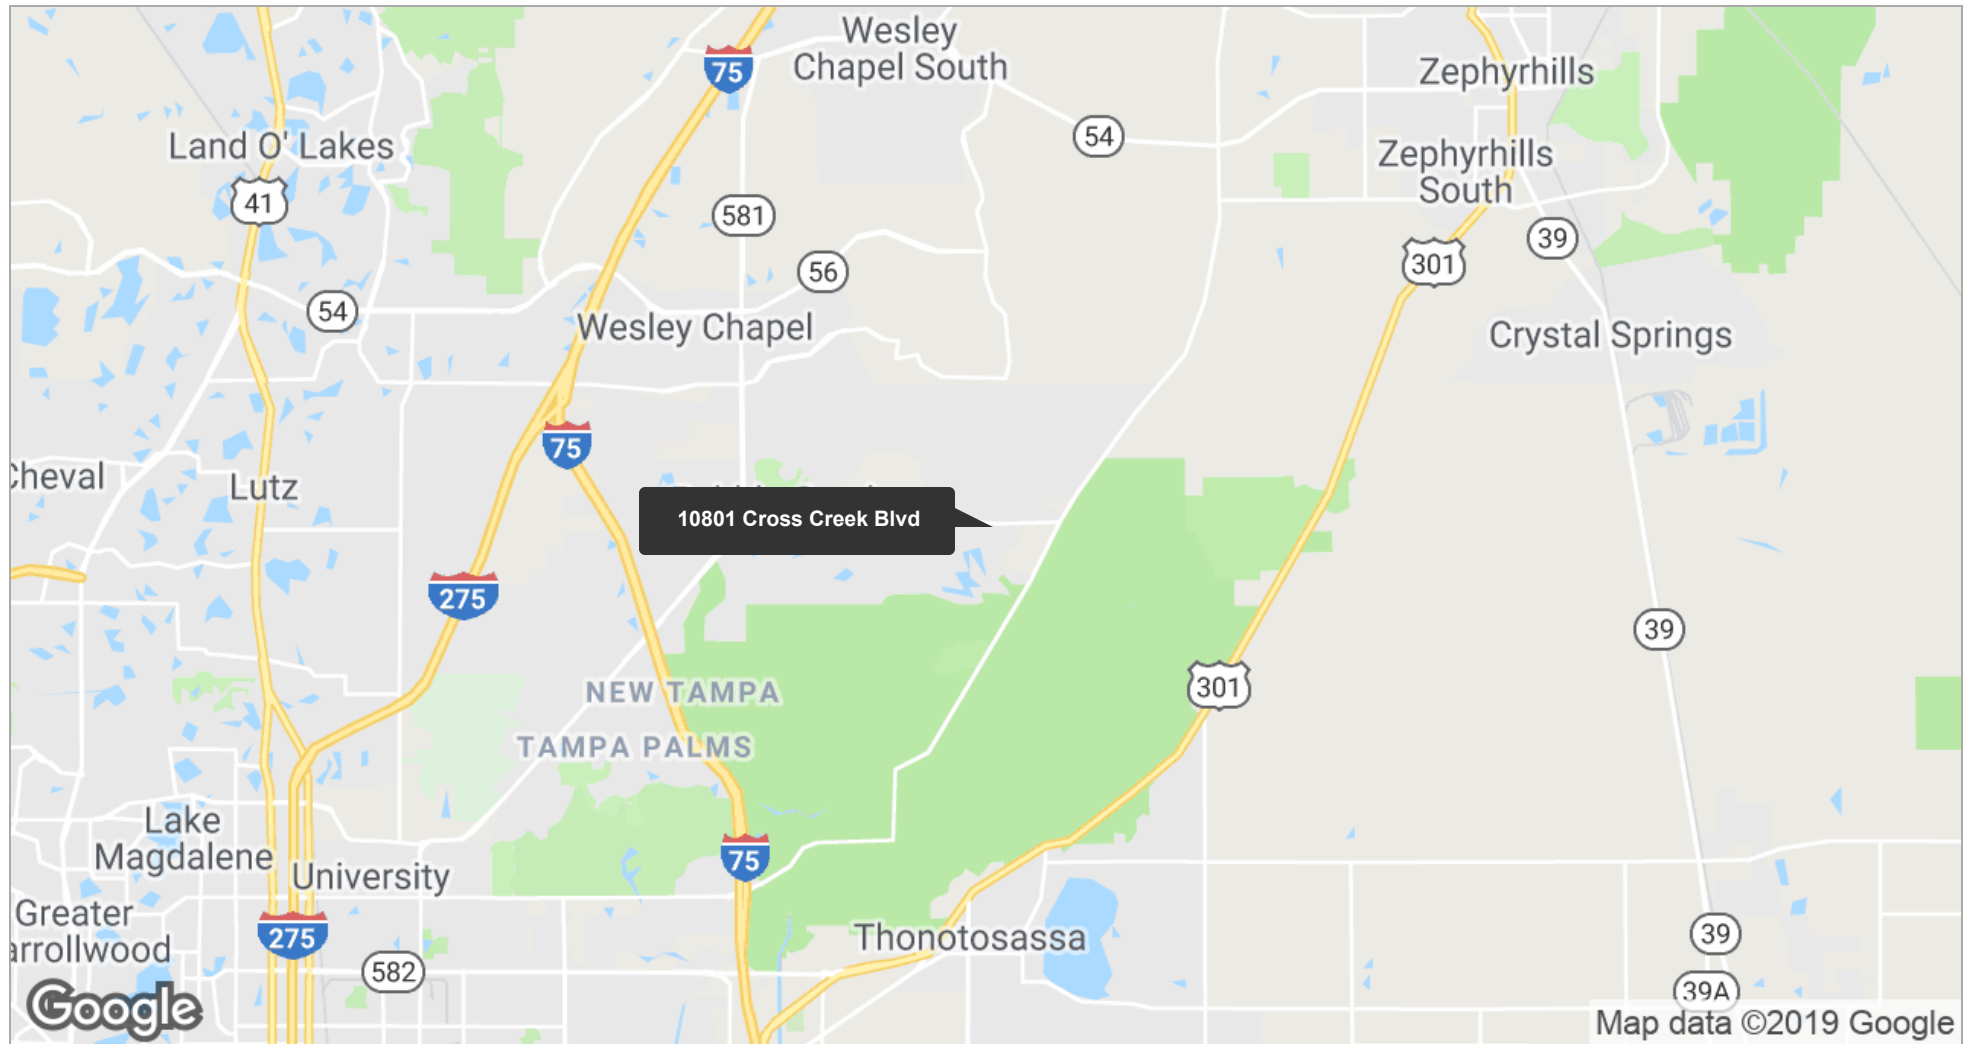 Wesley
Chapel South
75
Zephyrhills
54
Land O' Lakes
Zephyrhills
South
41
581
39
301
56
54
Wesley Chapel
Crystal Springs
75
Lutz
10801 Cross Creek Blvd
275
39
301
NEW TAMPA
TAMPA PALMS
Lake
Magdalene
75
University
Greater
275
Thonotosassa
39
582
39A
Google
Map data ©2019 Google